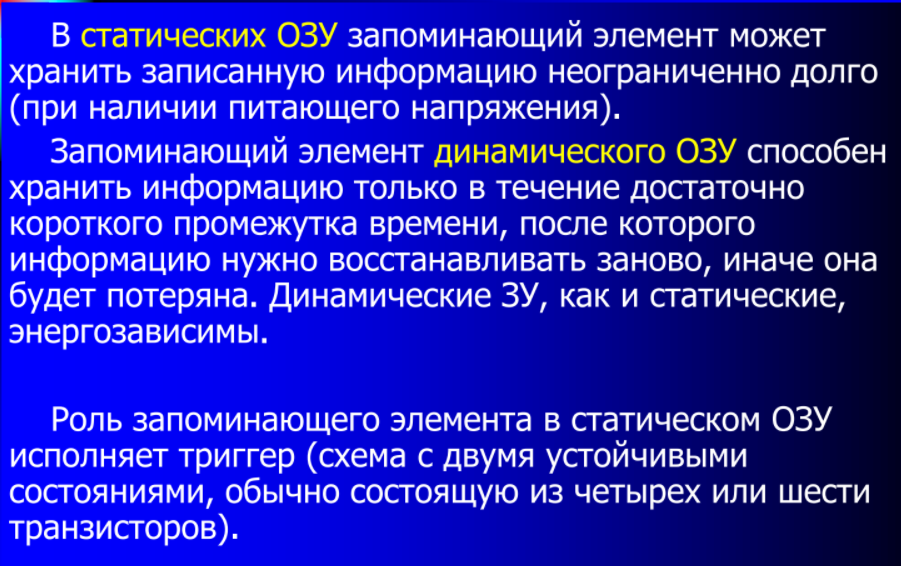 В статических ОЗУ запоминающий элемент может
хранить записанную информацию неограниченно долго
(при наличии питающего напряжения).
Запоминающий элемент динамического ОЗУ способен
хранить информацию только в течение достаточно
короткого промежутка времени, после которого
информацию нужно восстанавливать заново, иначе она
будет потеряна. Динамические ЗУ, как и статические,
энергозависимы.
Роль запоминающего элемента в статическом ОЗУ
исполняет триггер (схема с двумя устойчивыми
состояниями, обычно состоящую из четырех или шести
транзисторов).